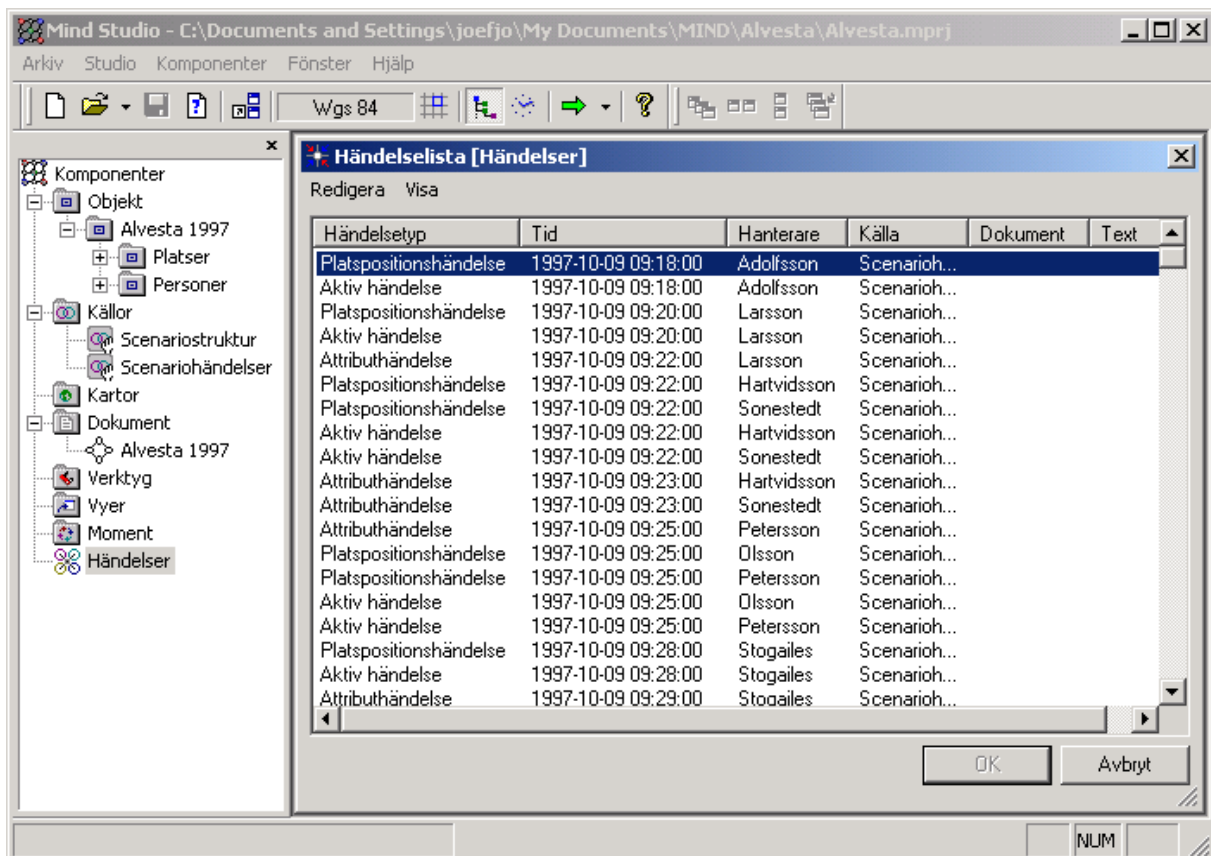 Mind Studio - C:\Documents and Settings\joefjo\My Documents\MIND\Alvesta\Alvesta.mprj
Arkiv Studio Komponenter Fönster Hjälp
Wgs 84
Komponenter
Objekt
Alvesta 1997
Platser
Personer
Källor
Scenariostruktur
Scenariohändelser
Kartor
Dokument
Alvesta 1997
Verktyg
Vyer
Moment
Händelser
Händelselista [Händelser]
Redigera Visa
Händelsetyp Tid Hanterare Källa Dokument Text
Platspositionshändelse 1997-10-09 09:18:00 Adolfsson Scenarioh...
Aktiv händelse 1997-10-09 09:18:00 Adolfsson Scenarioh...
Platspositionshändelse 1997-10-09 09:20:00 Larsson Scenarioh...
Aktiv händelse 1997-10-09 09:20:00 Larsson Scenarioh...
Attributhändelse 1997-10-09 09:22:00 Larsson Scenarioh...
Platspositionshändelse 1997-10-09 09:22:00 Hartvidsson Scenarioh...
Platspositionshändelse 1997-10-09 09:22:00 Sonestedt Scenarioh...
Aktiv händelse 1997-10-09 09:22:00 Hartvidsson Scenarioh...
Aktiv händelse 1997-10-09 09:22:00 Sonestedt Scenarioh...
Attributhändelse 1997-10-09 09:23:00 Hartvidsson Scenarioh...
Attributhändelse 1997-10-09 09:23:00 Sonestedt Scenarioh...
Attributhändelse 1997-10-09 09:25:00 Petersson Scenarioh...
Platspositionshändelse 1997-10-09 09:25:00 Olsson Scenarioh...
Platspositionshändelse 1997-10-09 09:25:00 Petersson Scenarioh...
Aktiv händelse 1997-10-09 09:25:00 Olsson Scenarioh...
Aktiv händelse 1997-10-09 09:25:00 Petersson Scenarioh...
Platspositionshändelse 1997-10-09 09:28:00 Stogailes Scenarioh...
Aktiv händelse 1997-10-09 09:28:00 Stogailes Scenarioh...
Attributhändelse 1997-10-09 09:29:00 Stogailes Scenarioh...
OK Avbryt
NUM